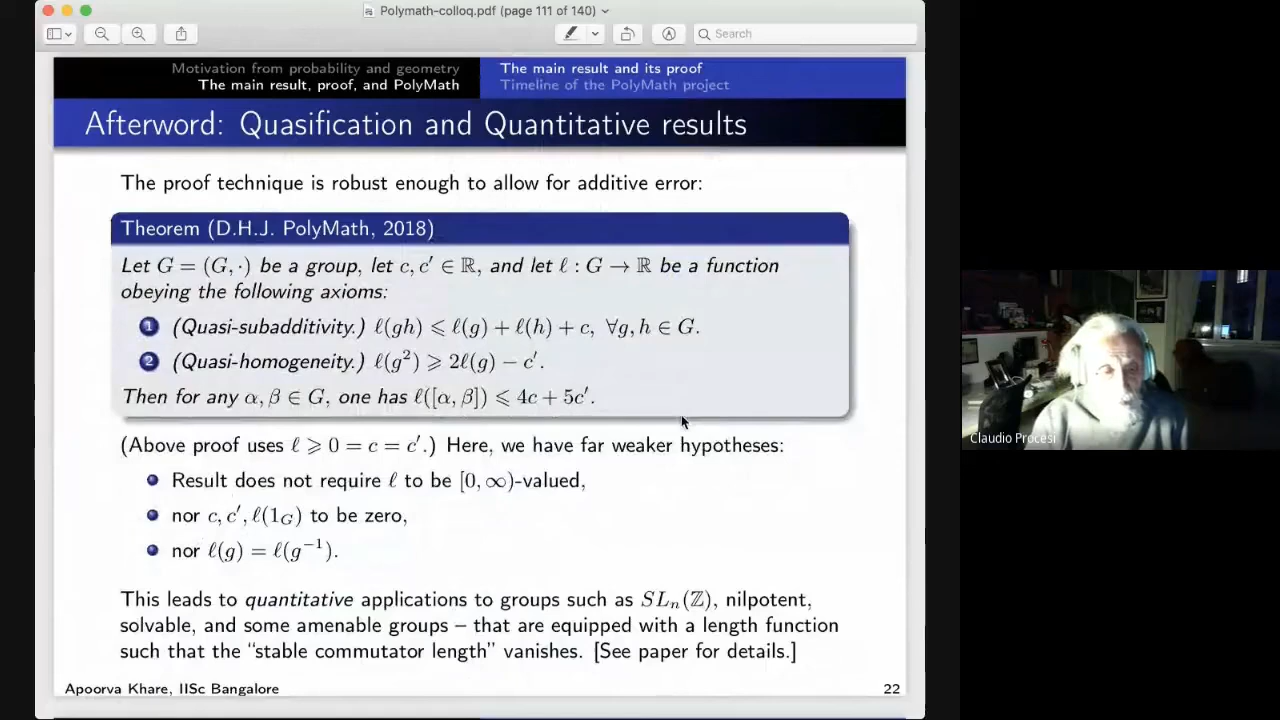 Polymath-colloq.pdf (page 111 of 140)
Search
Motivation from probability and geometry
The main result, proof, and PolyMath
The main result and its proof
Timeline of the PolyMath project
Afterword: Quasification and Quantitative results
The proof technique is robust enough to allow for additive error:
Theorem (D.H.J. PolyMath, 2018)
Let G = (G, ·) be a group, let c, c′ ∈ ℝ, and let ℓ : G → ℝ be a function
obeying the following axioms:
1 (Quasi-subadditivity.) ℓ(gh) ⩽ ℓ(g) + ℓ(h) + c, ∀g, h ∈ G.
2 (Quasi-homogeneity.) ℓ(g²) ⩾ 2ℓ(g) − c′.
Then for any α, β ∈ G, one has ℓ([α, β]) ⩽ 4c + 5c′.
(Above proof uses ℓ ⩾ 0 = c = c′.) Here, we have far weaker hypotheses:
Result does not require ℓ to be [0, ∞)-valued,
nor c, c′, ℓ(1_G) to be zero,
nor ℓ(g) = ℓ(g⁻¹).
This leads to quantitative applications to groups such as SLₙ(ℤ), nilpotent,
solvable, and some amenable groups – that are equipped with a length function
such that the “stable commutator length” vanishes. [See paper for details.]
Apoorva Khare, IISc Bangalore
22
Claudio Procesi